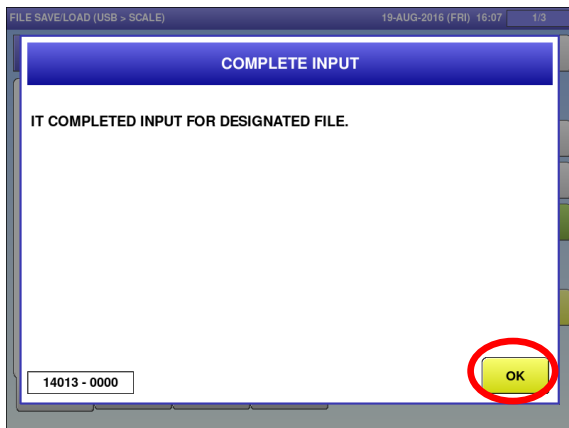 FILE SAVE/LOAD (USB > SCALE) 19-AUG-2016 (FRI) 16:07 1/3
COMPLETE INPUT
IT COMPLETED INPUT FOR DESIGNATED FILE.
14013 - 0000
OK